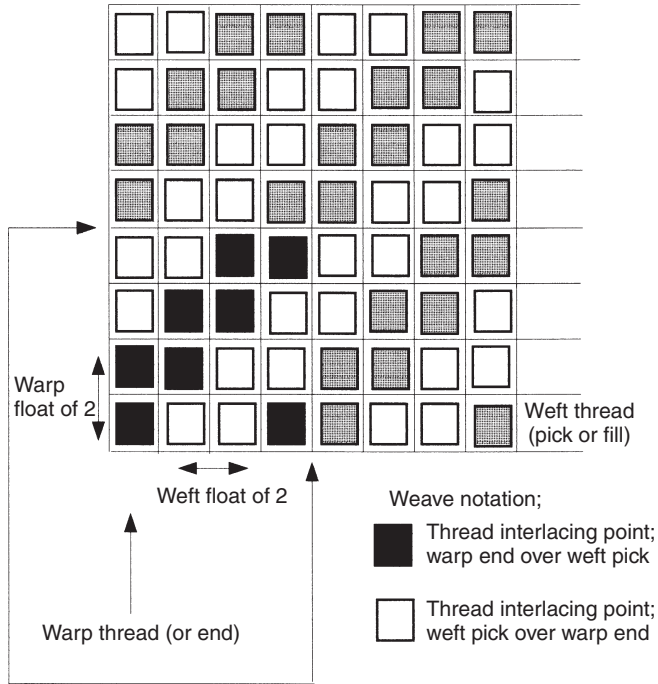 Warp
float of 2
Weft thread
(pick or fill)
Weft float of 2
Weave notation;
Thread interlacing point;
warp end over weft pick
Thread interlacing point;
weft pick over warp end
Warp thread (or end)